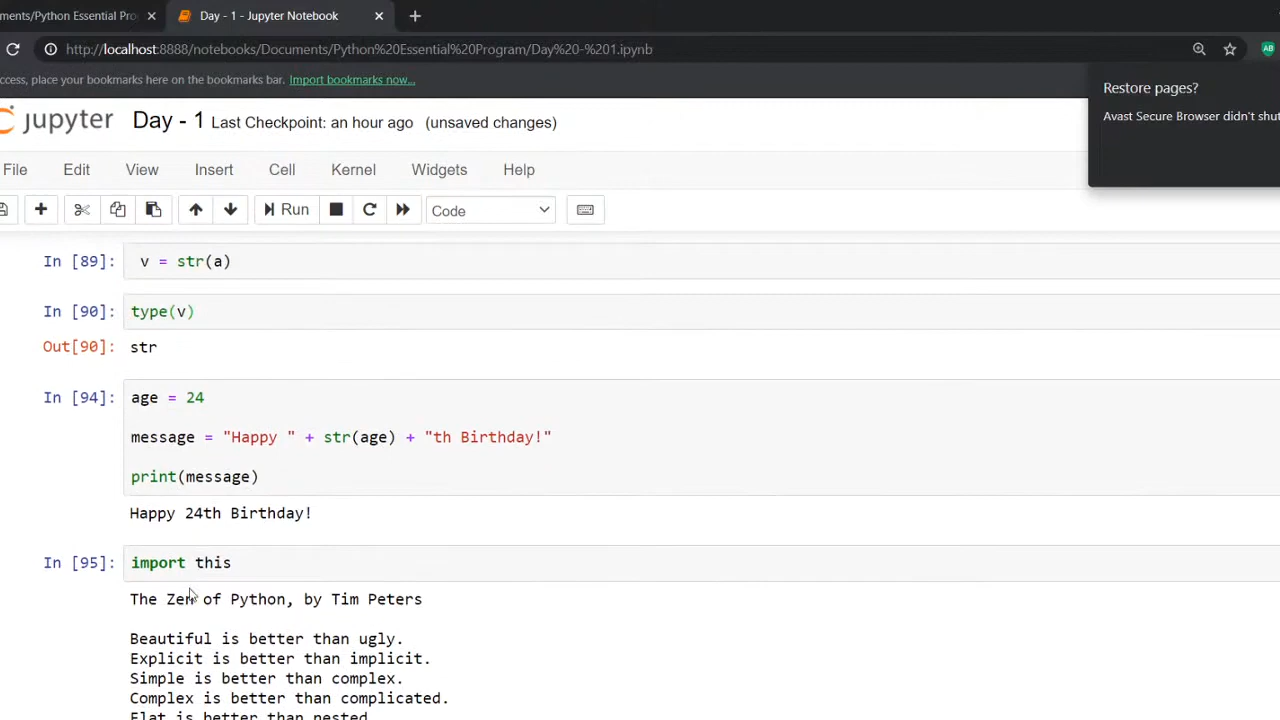 ments/Python Essential Pro
Day - 1 - Jupyter Notebook
http://localhost:8888/notebooks/Documents/Python%20Essential%20Program/Day%20-%201.ipynb
AB
ccess, place your bookmarks here on the bookmarks bar. Import bookmarks now...
Restore pages?
Avast Secure Browser didn't shut
jupyter Day - 1 Last Checkpoint: an hour ago (unsaved changes)
File Edit View Insert Cell Kernel Widgets Help
Run Code
In [89]: v = str(a)
In [90]: type(v)
Out[90]: str
In [94]: age = 24
message = "Happy " + str(age) + "th Birthday!"
print(message)
Happy 24th Birthday!
In [95]: import this
The Zen of Python, by Tim Peters
Beautiful is better than ugly.
Explicit is better than implicit.
Simple is better than complex.
Complex is better than complicated.
Flat is better than nested.